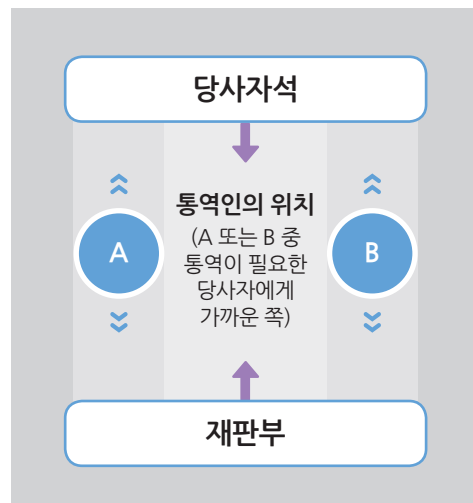 당사자석
통역인의 위치
(A 또는 B 중
통역이 필요한
당사자에게
가까운 쪽)
A
B
재판부